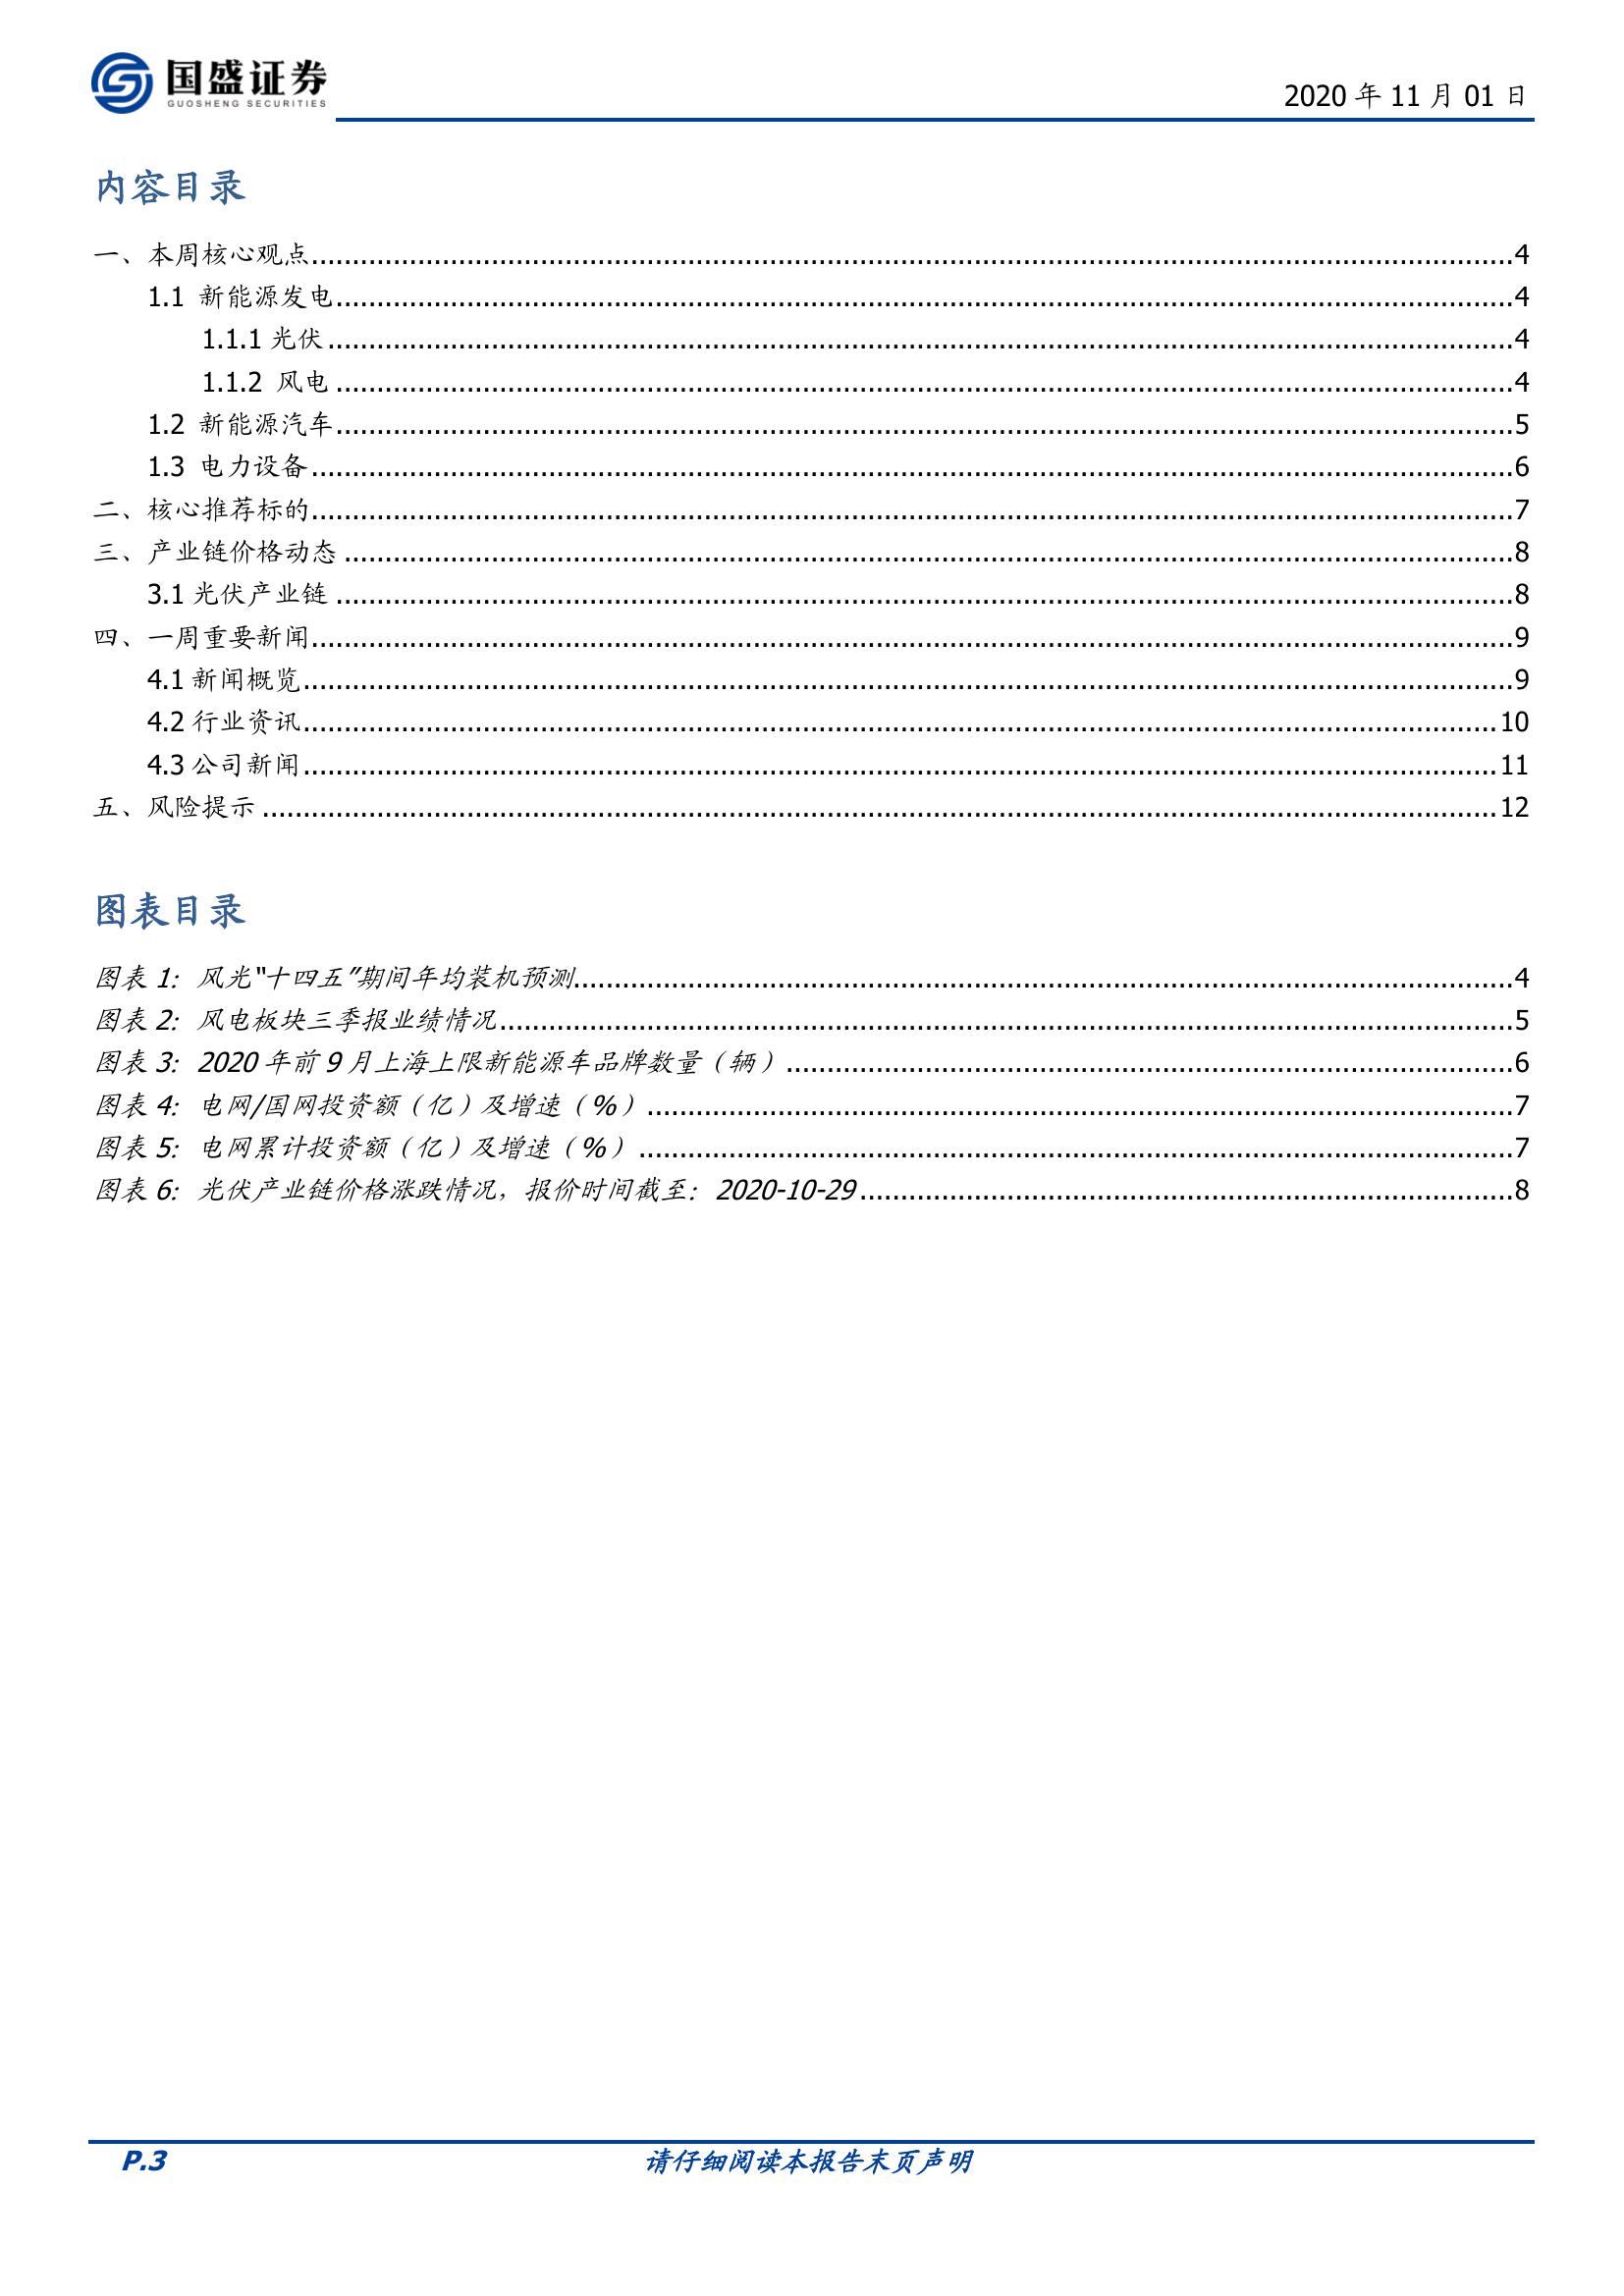 国盛证券
GUOSHENG SECURITIES
2020 年 11 月 01 日
内容目录
一、本周核心观点................................................................4
1.1 新能源发电................................................................4
1.1.1 光伏................................................................4
1.1.2 风电................................................................4
1.2 新能源汽车................................................................5
1.3 电力设备................................................................6
二、核心推荐标的................................................................7
三、产业链价格动态................................................................8
3.1 光伏产业链................................................................8
四、一周重要新闻................................................................9
4.1 新闻概览................................................................9
4.2 行业资讯................................................................10
4.3 公司新闻................................................................11
五、风险提示................................................................12
图表目录
图表 1：风光“十四五”期间年均装机预测................................................................4
图表 2：风电板块三季报业绩情况................................................................5
图表 3：2020 年前 9 月上海上限新能源车品牌数量（辆）................................................................6
图表 4：电网/国网投资额（亿）及增速（%）................................................................7
图表 5：电网累计投资额（亿）及增速（%）................................................................7
图表 6：光伏产业链价格涨跌情况，报价时间截至：2020-10-29................................................................8
P.3 请仔细阅读本报告末页声明